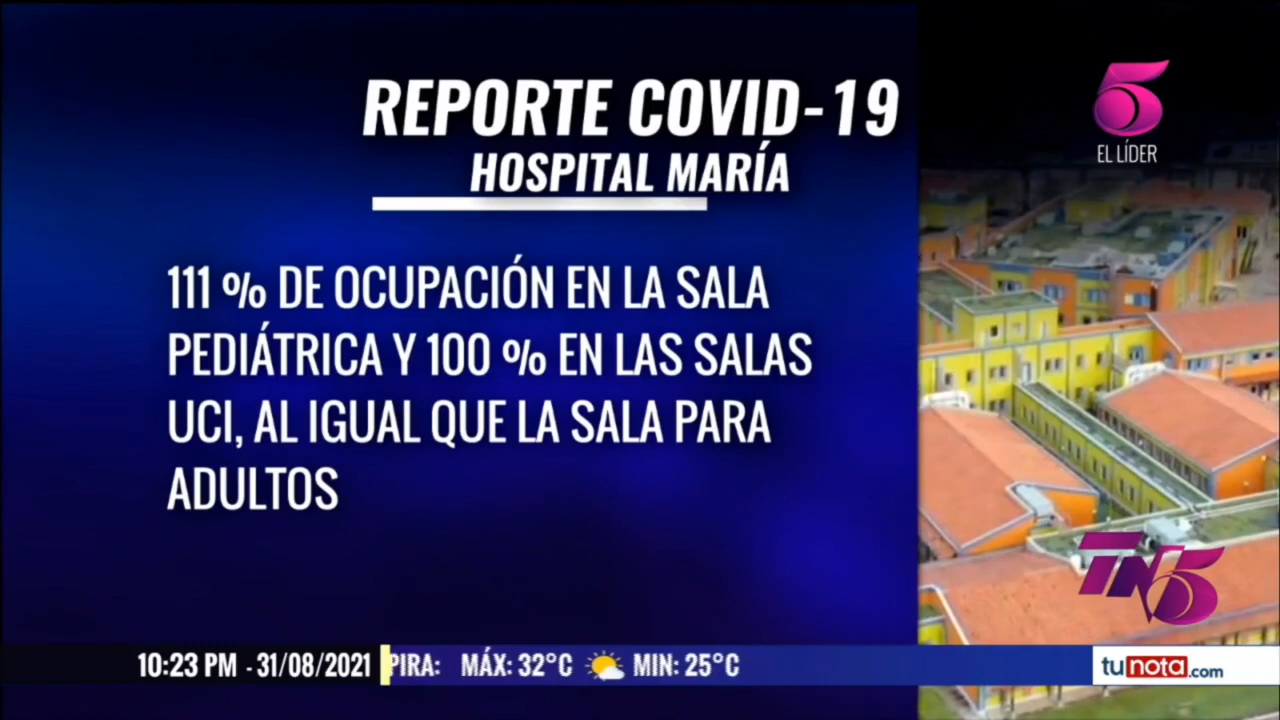 REPORTE COVID-19
HOSPITAL MARÍA
5
EL LÍDER
111 % DE OCUPACIÓN EN LA SALA
PEDIÁTRICA Y 100 % EN LAS SALAS
UCI, AL IGUAL QUE LA SALA PARA
ADULTOS
TN5
10:23 PM - 31/08/2021 PIRA: MÁX: 32°C MIN: 25°C
tunota.com